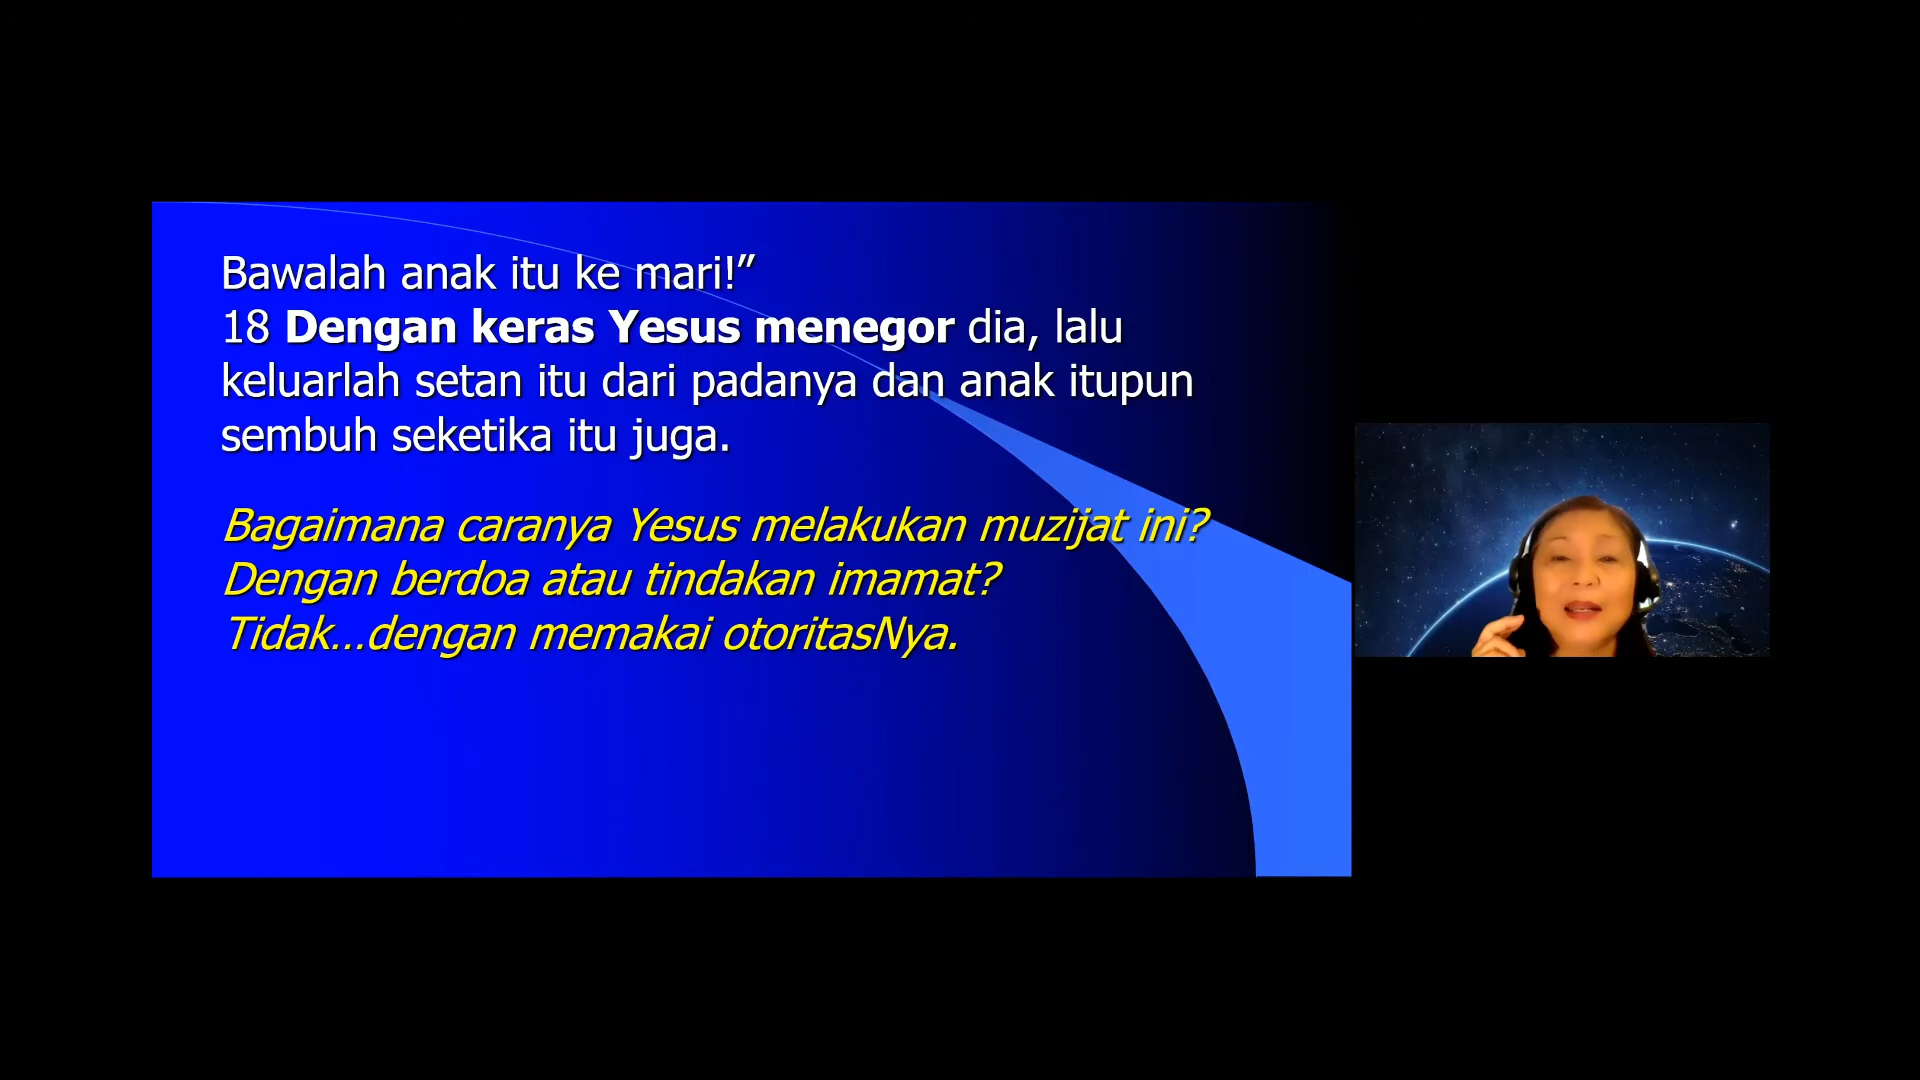 Bawalah anak itu ke mari!”
18 Dengan keras Yesus menegor dia, lalu
keluarlah setan itu dari padanya dan anak itupun
sembuh seketika itu juga.
Bagaimana caranya Yesus melakukan muzijat ini?
Dengan berdoa atau tindakan imamat?
Tidak...dengan memakai otoritasNya.